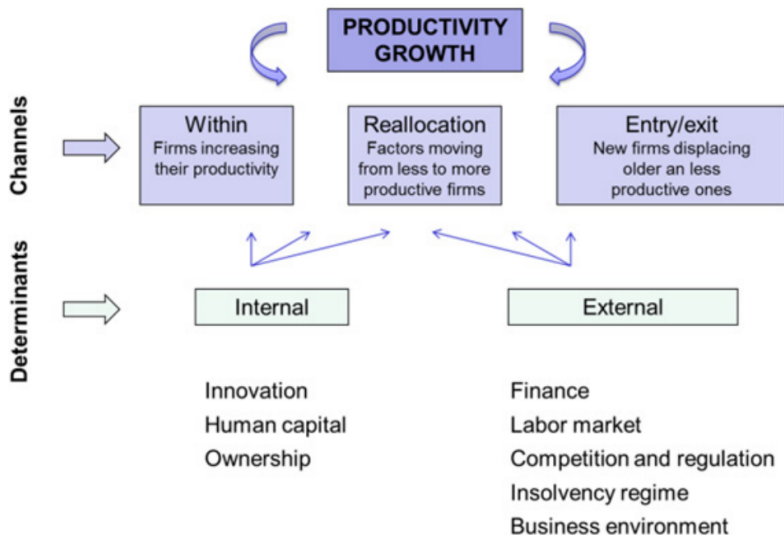 PRODUCTIVITY
GROWTH
Channels
Within
Firms increasing
their productivity
Reallocation
Factors moving
from less to more
productive firms
Entry/exit
New firms displacing
older an less
productive ones
Determinants
Internal
External
Innovation
Human capital
Ownership
Finance
Labor market
Competition and regulation
Insolvency regime
Business environment